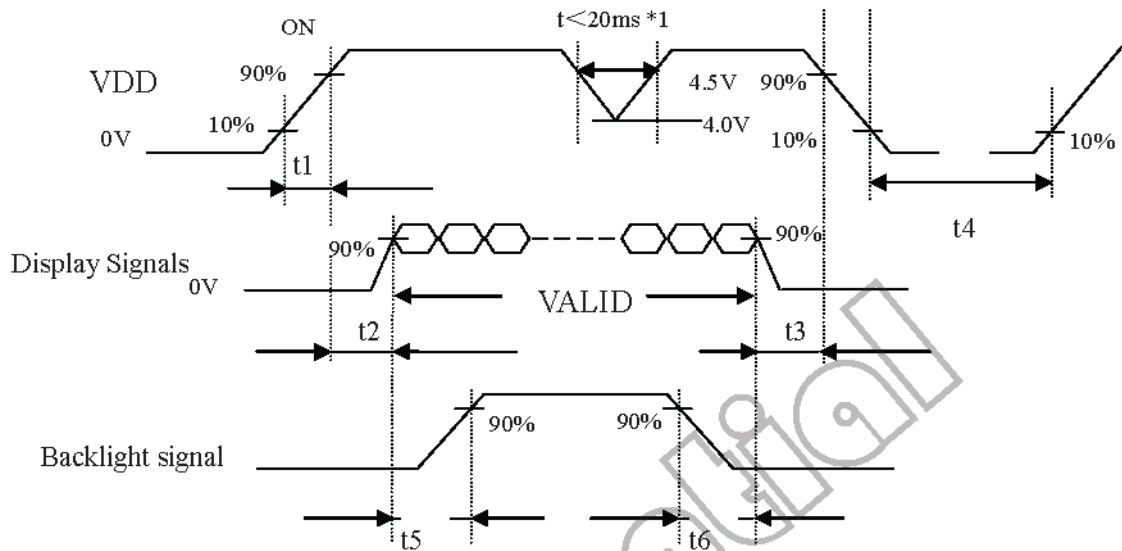 t<20ms *1
ON
VDD
90%
4.5V
90%
10%
4.0V
10%
10%
0V
t1
t4
90%
90%
Display Signals
0V
VALID
t2
t3
90%
90%
Backlight signal
t5
t6